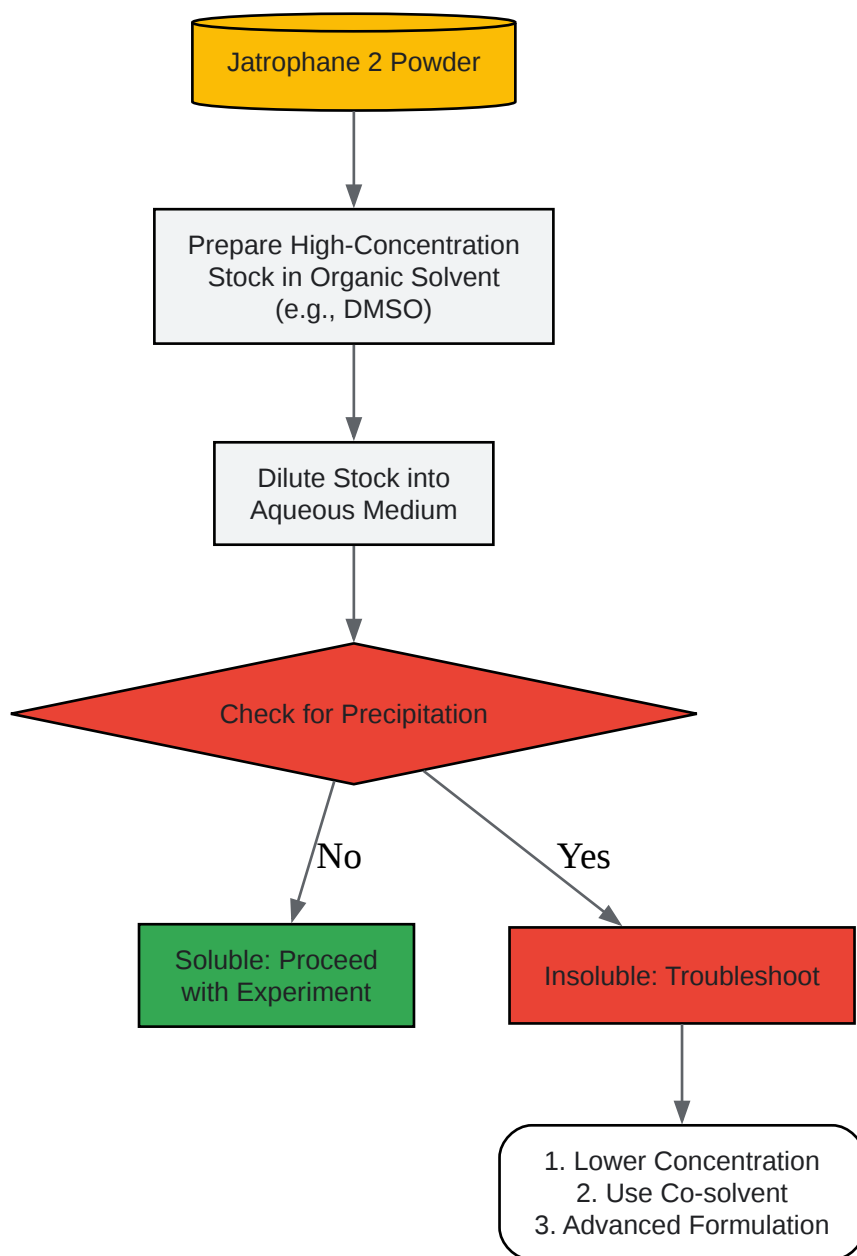 Jatrophane 2 Powder
Prepare High-Concentration
Stock in Organic Solvent
(e.g., DMSO)
Dilute Stock into
Aqueous Medium
Check for Precipitation
No
Yes
Soluble: Proceed
with Experiment
Insoluble: Troubleshoot
1. Lower Concentration
2. Use Co-solvent
3. Advanced Formulation